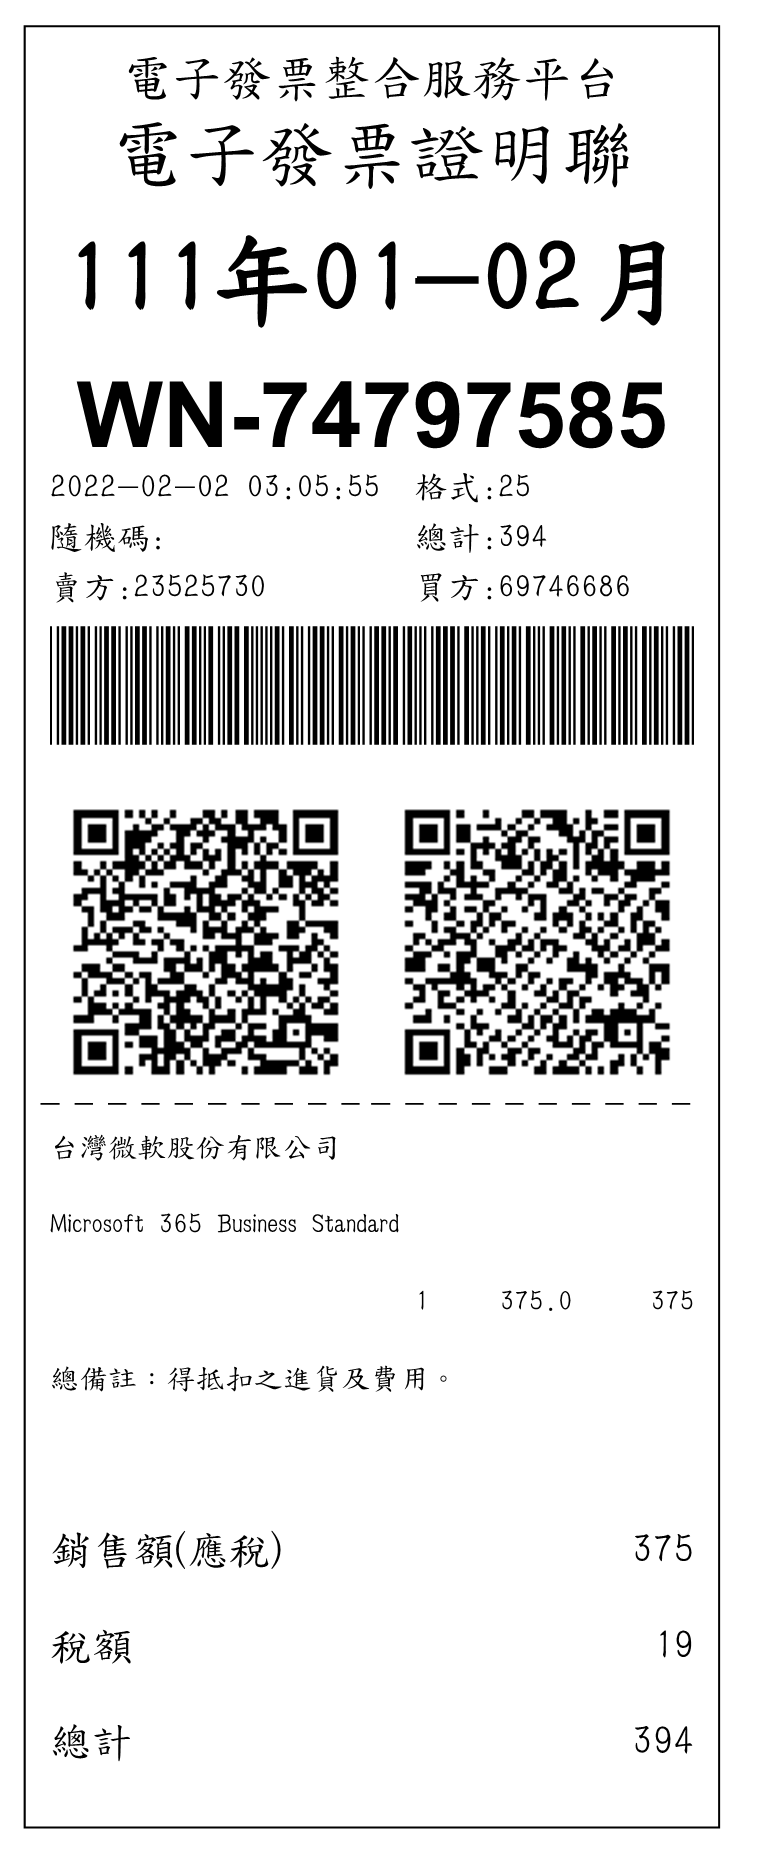 電子發票整合服務平台
電子發票證明聯
111年01－02月
WN-74797585
2022－02－02 03:05:55 格式:25
隨機碼: 總計:394
賣方:23525730 買方:69746686
台灣微軟股份有限公司
Microsoft 365 Business Standard
1 375.0 375
總備註：得抵扣之進貨及費用。
銷售額(應稅) 375
稅額 19
總計 394